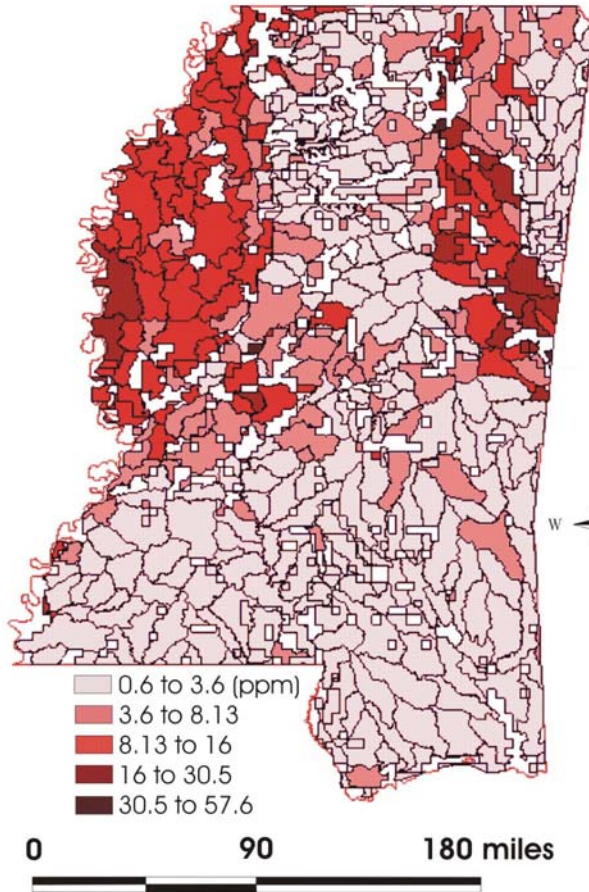 W
0.6 to 3.6 (ppm)
3.6 to 8.13
8.13 to 16
16 to 30.5
30.5 to 57.6
0 90 180 miles